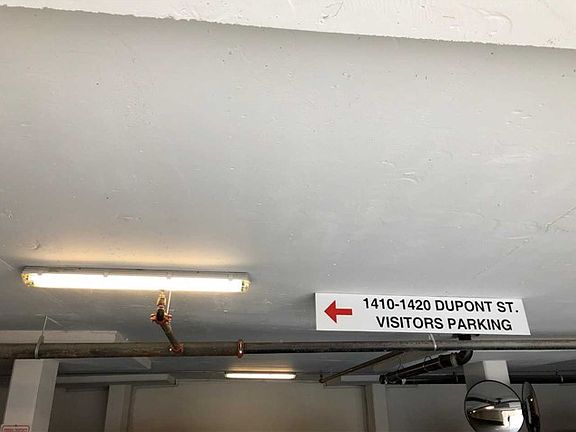 1410-1420 DUPONT ST.
VISITORS PARKING